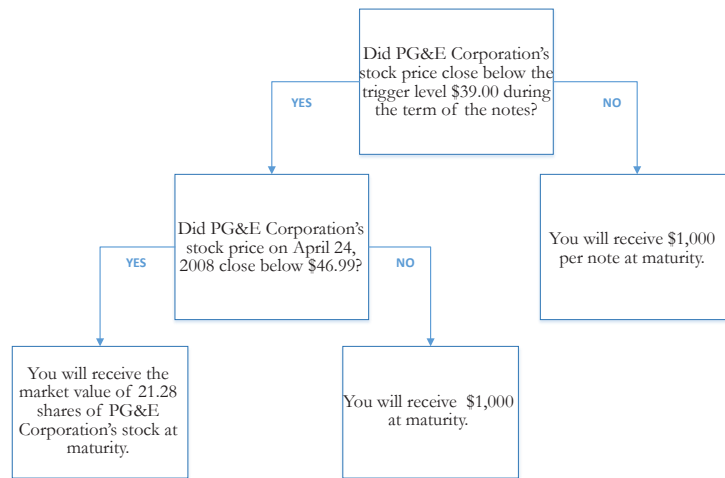 Did PG&E Corporation's
stock price close below the
trigger level $39.00 during
the term of the notes?
YES
NO
Did PG&E Corporation's
stock price on April 24,
2008 close below $46.99?
You will receive $1,000
per note at maturity.
YES
NO
You will receive the
market value of 21.28
shares of PG&E
Corporation's stock at
maturity.
You will receive $1,000
at maturity.